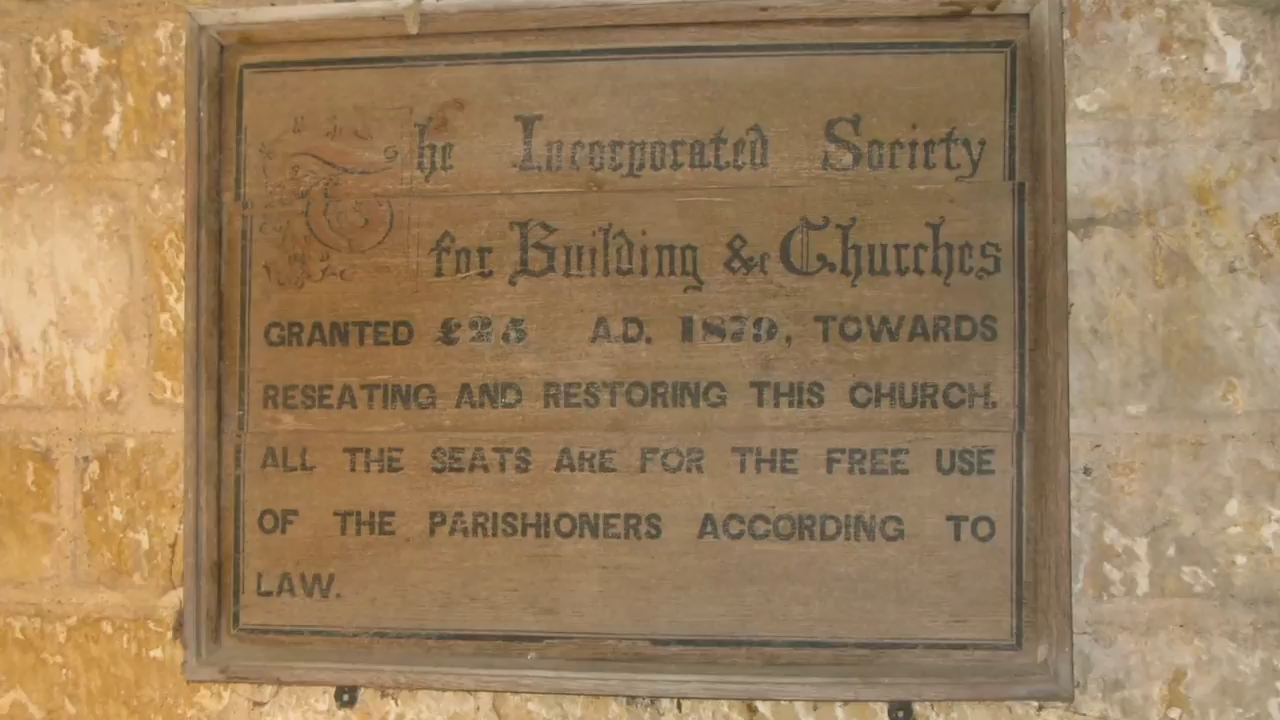 The Incorporated Society
for Building &c Churches
GRANTED £25 A.D. 1879, TOWARDS
RESEATING AND RESTORING THIS CHURCH.
ALL THE SEATS ARE FOR THE FREE USE
OF THE PARISHIONERS ACCORDING TO
LAW.